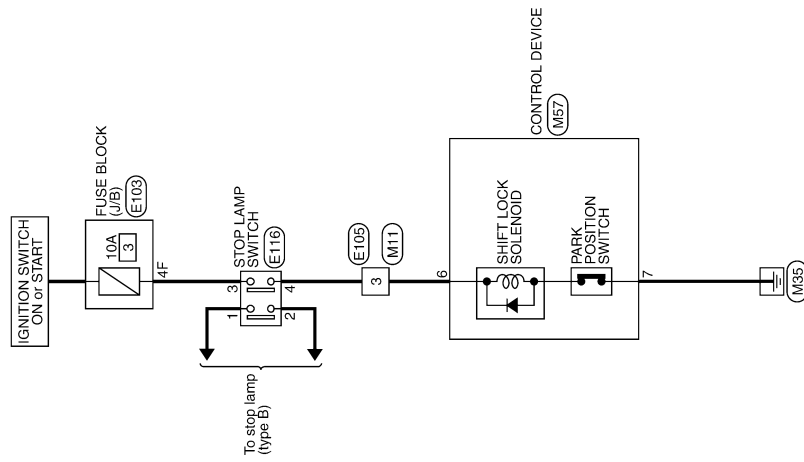 IGNITION SWITCH
ON or START
FUSE BLOCK
(J/B)
E103
10A
3
4F
STOP LAMP
SWITCH
E116
1
3
2
4
To stop lamp
(type B)
E105
3
M11
CONTROL DEVICE
M57
6
SHIFT LOCK
SOLENOID
PARK
POSITION
SWITCH
7
M35